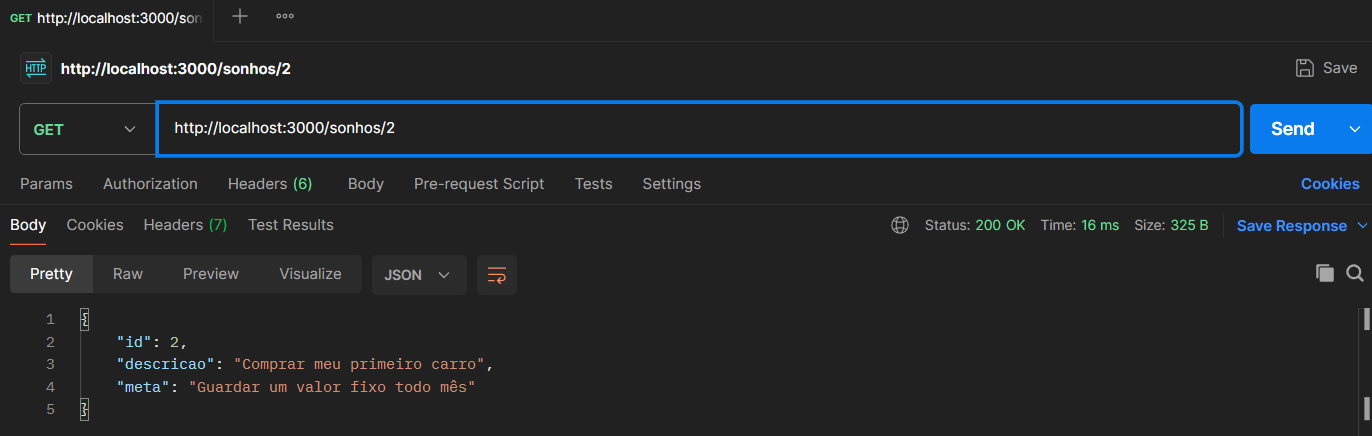 GET http://localhost:3000/son
HTTP http://localhost:3000/sonhos/2 Save
GET http://localhost:3000/sonhos/2 Send
Params Authorization Headers (6) Body Pre-request Script Tests Settings Cookies
Body Cookies Headers (7) Test Results Status: 200 OK Time: 16 ms Size: 325 B Save Response
Pretty Raw Preview Visualize JSON
1 {
2 "id": 2,
3 "descricao": "Comprar meu primeiro carro",
4 "meta": "Guardar um valor fixo todo mês"
5 }